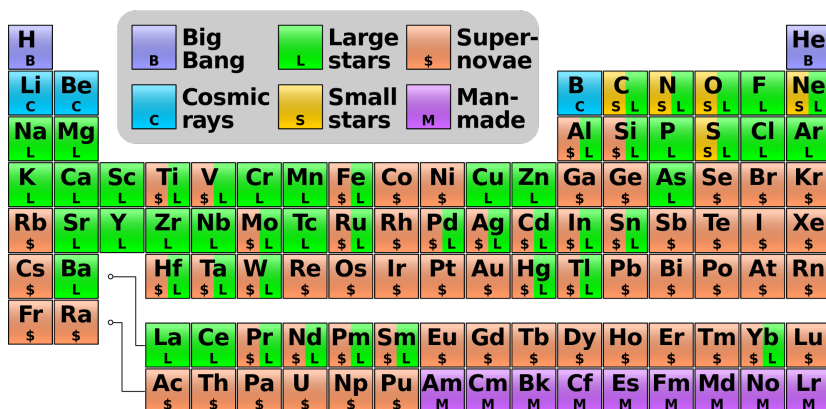 H He
B B
Big Large Super-
Bang stars novae
B L $
Cosmic Small Man-
rays stars made
C S M
Li Be B C N O F Ne
C C C S L S L S L L S L
Na Mg Al Si P S Cl Ar
L L $ L $ L L S L L L
K Ca Sc Ti V Cr Mn Fe Co Ni Cu Zn Ga Ge As Se Br Kr
L L L $ L $ L L L $ L $ $ L L $ $ L $ $ $
Rb Sr Y Zr Nb Mo Tc Ru Rh Pd Ag Cd In Sn Sb Te I Xe
$ L L L L $ L L $ L $ $ L $ L $ L $ L $ L $ $ $ $
Cs Ba Hf Ta W Re Os Ir Pt Au Hg Tl Pb Bi Po At Rn
$ L $ L $ L $ L $ $ $ $ $ $ L $ L $ $ $ $ $
Fr Ra
$ $
La Ce Pr Nd Pm Sm Eu Gd Tb Dy Ho Er Tm Yb Lu
L L $ L $ L $ L $ L $ $ $ $ $ $ $ $ L $
Ac Th Pa U Np Pu Am Cm Bk Cf Es Fm Md No Lr
$ $ $ $ $ $ M M M M M M M M M